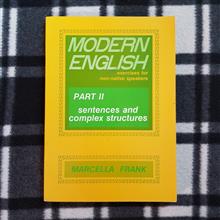 MODERN
ENGLISH
exercises for
non-native speakers
PART II
sentences and
complex structures
MARCELLA FRANK